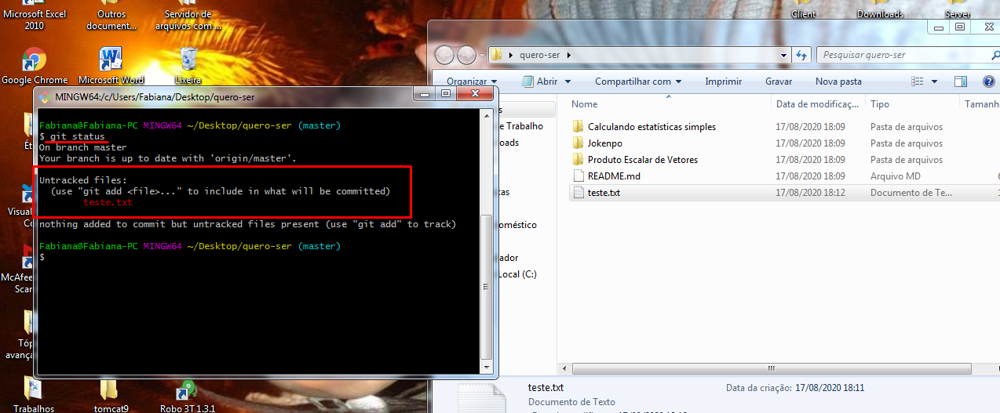 Microsoft Excel
2010
Outros
document...
Servidor de
arquivos com ...
Client
Downloads
Server
Google Chrome
Microsoft Word
Lixeira
MINGW64:/c/Users/Fabiana/Desktop/quero-ser
Fabiana@Fabiana-PC MINGW64 ~/Desktop/quero-ser (master)
$ git status
On branch master
Your branch is up to date with 'origin/master'.
Untracked files:
(use "git add <file>..." to include in what will be committed)
teste.txt
nothing added to commit but untracked files present (use "git add" to track)
Fabiana@Fabiana-PC MINGW64 ~/Desktop/quero-ser (master)
$
Visual
Co
McAfee
Scar
Tóp
avança
Trabalhos
tomcat9
Robo 3T 1.3.1
quero-ser
Pesquisar quero-ser
Organizar
Abrir
Compartilhar com
Imprimir
Gravar
Nova pasta
s
e Trabalho
oads
tas
oméstico
ador
Local (C:)
Nome
Data de modificaç...
Tipo
Tamanh
Calculando estatísticas simples
17/08/2020 18:09
Pasta de arquivos
Jokenpo
17/08/2020 18:09
Pasta de arquivos
Produto Escalar de Vetores
17/08/2020 18:09
Pasta de arquivos
README.md
17/08/2020 18:09
Arquivo MD
teste.txt
17/08/2020 18:12
Documento de Te...
teste.txt
Data da criação: 17/08/2020 18:11
Documento de Texto